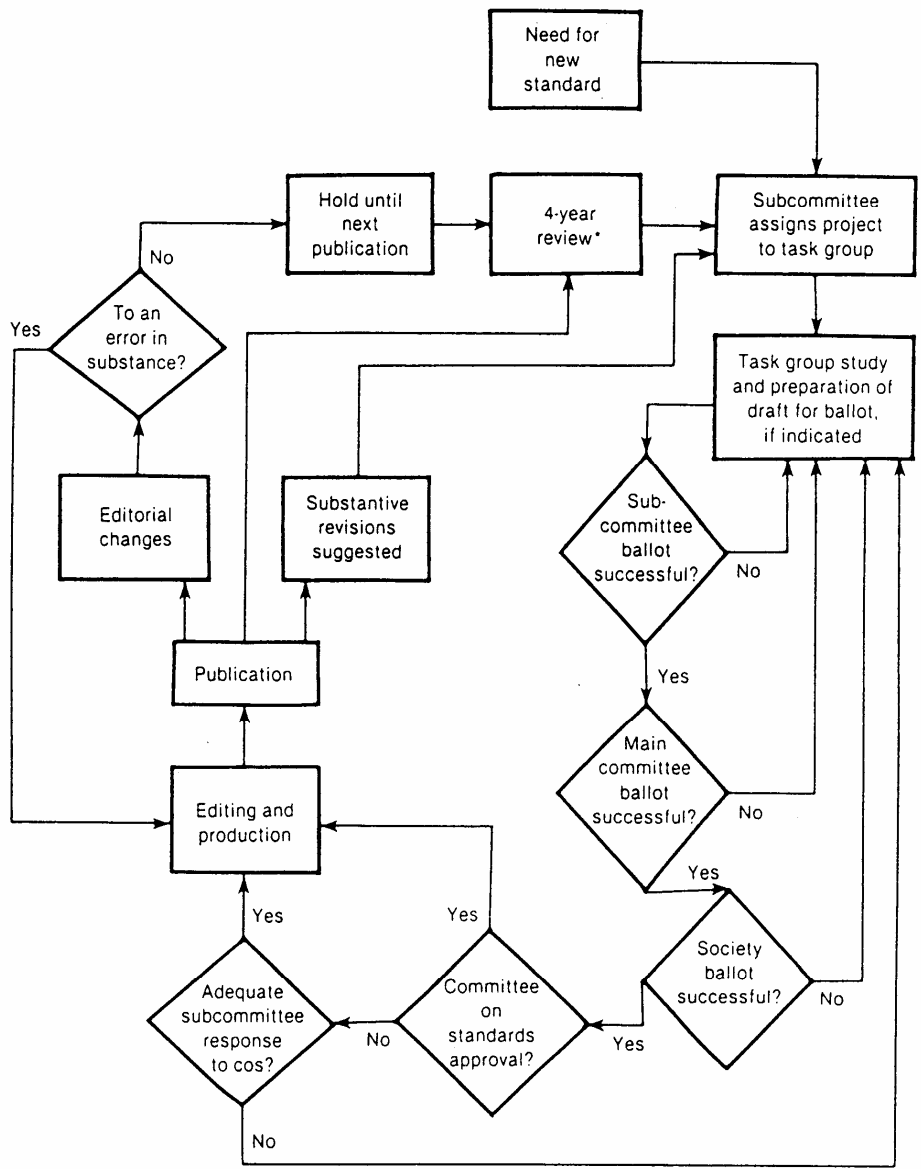 Need for
new
standard
Hold until
next
publication
4-year
review*
Subcommittee
assigns project
to task group
No
To an
error in
substance?
Yes
Task group study
and preparation of
draft for ballot,
if indicated
Editorial
changes
Substantive
revisions
suggested
Sub-
committee
ballot
successful?
No
Publication
Yes
Main
committee
ballot
successful?
No
Editing and
production
Yes
Yes
Yes
Society
ballot
successful?
No
Adequate
subcommittee
response
to cos?
No
Committee
on
standards
approval?
Yes
No